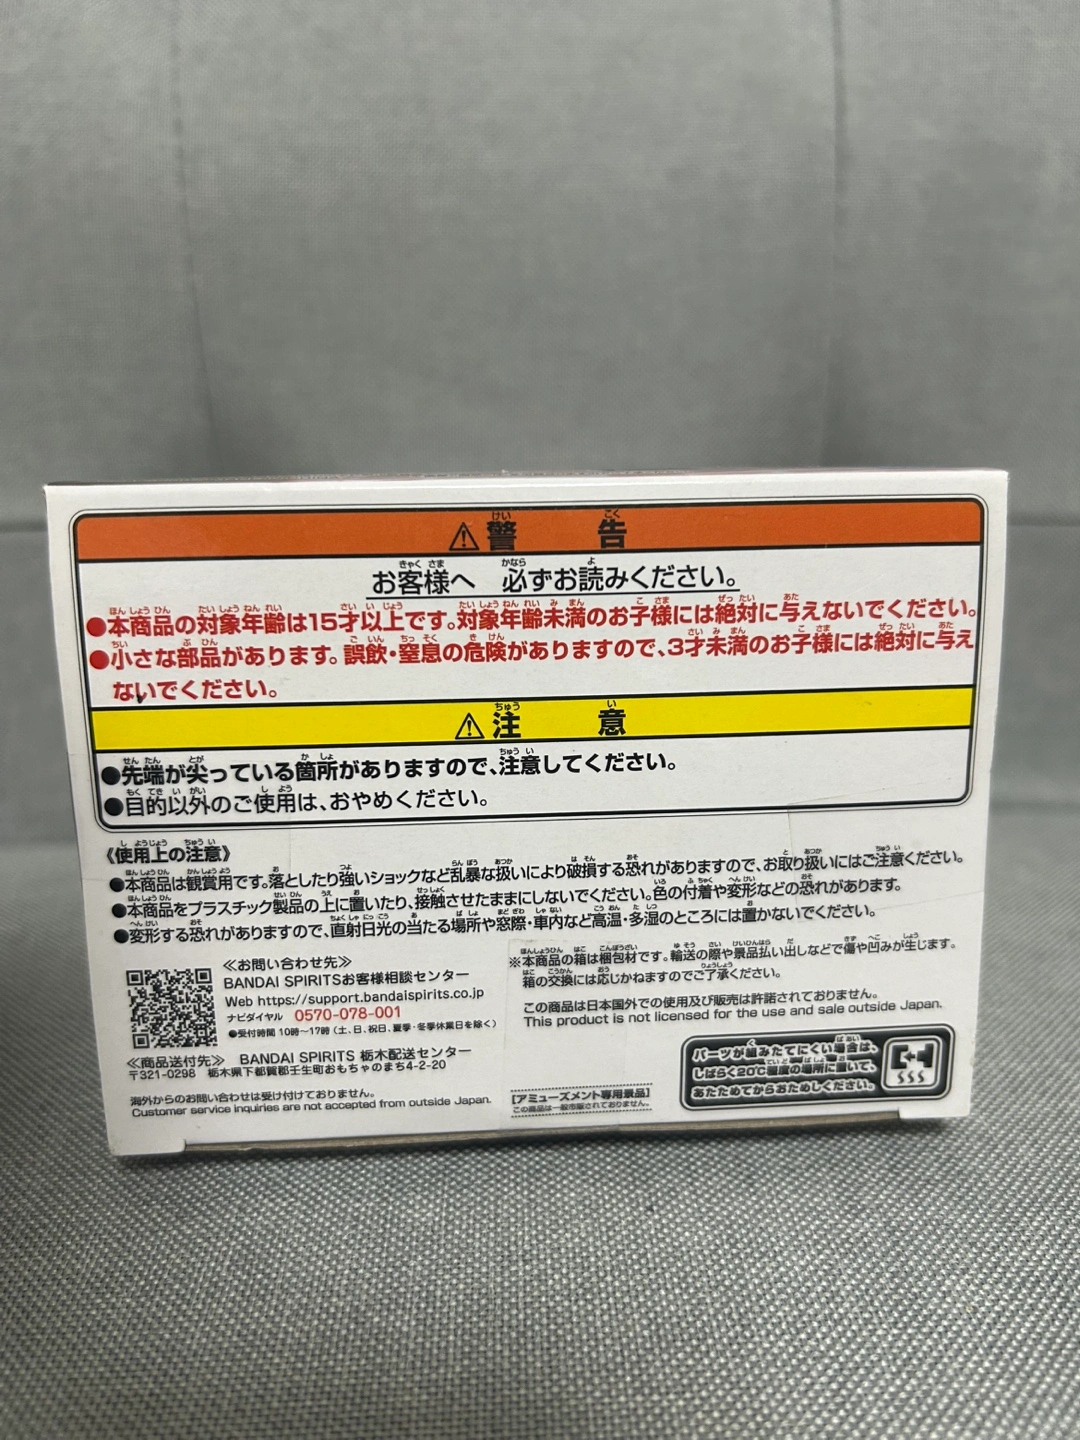 ⚠警告
お客様へ 必ずお読みください。
●本商品の対象年齢は15才以上です。対象年齢未満のお子様には絶対に与えないでください。
●小さな部品があります。誤飲・窒息の危険がありますので、3才未満のお子様には絶対に与え
ないでください。
⚠注意
●先端が尖っている箇所がありますので、注意してください。
●目的以外のご使用は、おやめください。
《使用上の注意》
●本商品は観賞用です。落としたり強いショックなど乱暴な扱いにより破損する恐れがありますので、お取り扱いにはご注意ください。
●本商品をプラスチック製品の上に置いたり、接触させたままにしないでください。色の付着や変形などの恐れがあります。
●変形する恐れがありますので、直射日光の当たる場所や窓際・車内など高温・多湿のところには置かないでください。
≪お問い合わせ先≫
BANDAI SPIRITSお客様相談センター
Web https://support.bandaispirits.co.jp
ナビダイヤル 0570-078-001
●受付時間 10時〜17時(土、日、祝日、夏季・冬季休業日を除く)
≪商品送付先≫ BANDAI SPIRITS 栃木配送センター
〒321-0298 栃木県下都賀郡壬生町おもちゃのまち4-2-20
海外からのお問い合わせは受け付けておりません。
Customer service inquiries are not accepted from outside Japan.
※本商品の箱は梱包材です。輸送の際や景品払い出しなどで傷や凹みが生じます。
箱の交換には応じかねますのでご了承ください。
この商品は日本国外での使用及び販売は許諾されておりません。
This product is not licensed for the use and sale outside Japan.
パーツが組みたてにくい場合は、
しばらく20℃程度の場所に置いて、
あたためてからおためしください。
[アミューズメント専用景品]
この商品は一般市販されておりません。